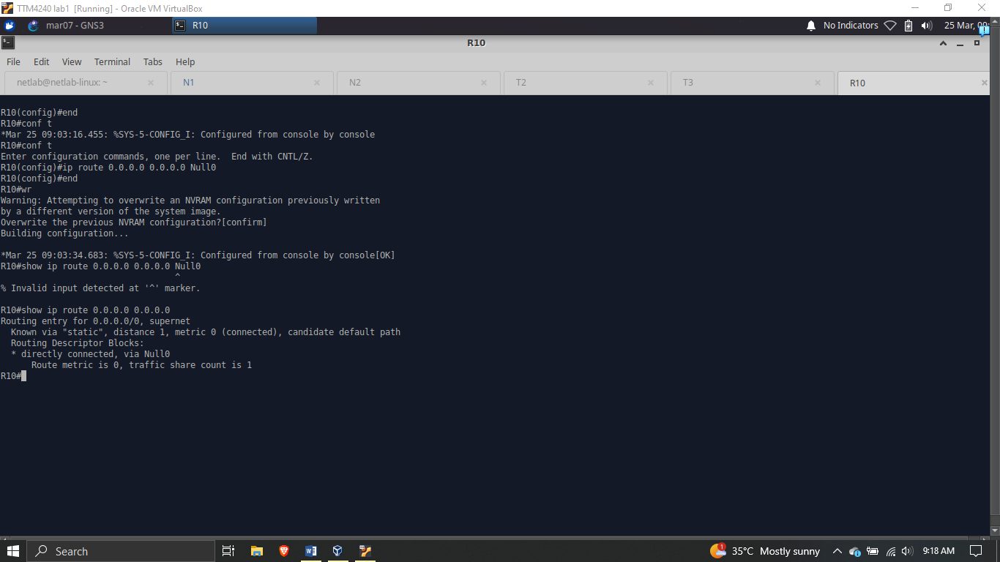 TTM4240 lab1 [Running] - Oracle VM VirtualBox
mar07 - GNS3
R10
No Indicators
25 Mar, 09:
R10
File Edit View Terminal Tabs Help
netlab@netlab-linux: ~
N1
N2
T2
T3
R10
R10(config)#end
R10#conf t
*Mar 25 09:03:16.455: %SYS-5-CONFIG_I: Configured from console by console
R10#conf t
Enter configuration commands, one per line.  End with CNTL/Z.
R10(config)#ip route 0.0.0.0 0.0.0.0 Null0
R10(config)#end
R10#wr
Warning: Attempting to overwrite an NVRAM configuration previously written
by a different version of the system image.
Overwrite the previous NVRAM configuration?[confirm]
Building configuration...
*Mar 25 09:03:34.683: %SYS-5-CONFIG_I: Configured from console by console[OK]
R10#show ip route 0.0.0.0 0.0.0.0 Null0
^
% Invalid input detected at '^' marker.
R10#show ip route 0.0.0.0 0.0.0.0
Routing entry for 0.0.0.0/0, supernet
Known via "static", distance 1, metric 0 (connected), candidate default path
Routing Descriptor Blocks:
* directly connected, via Null0
Route metric is 0, traffic share count is 1
R10#
Search
1
35°C Mostly sunny
9:18 AM